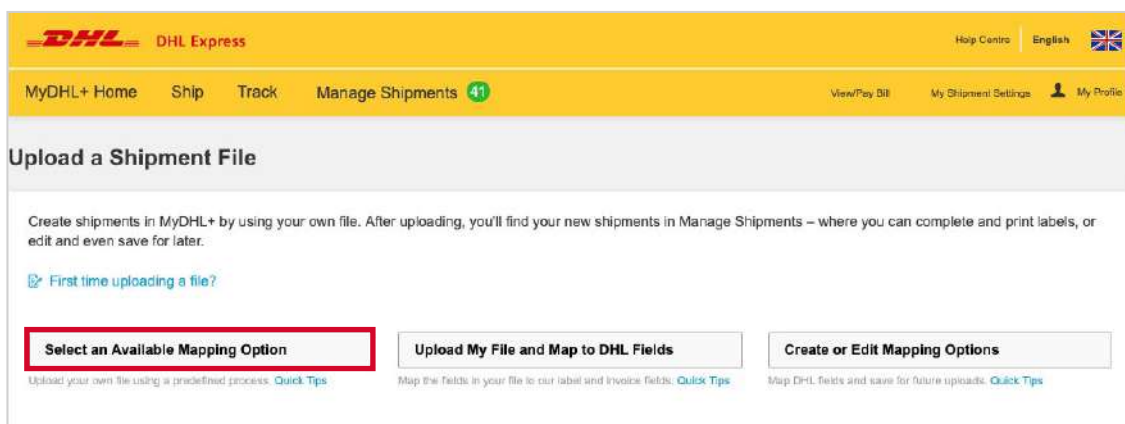 DHL DHL Express
Help Centre English
MyDHL+ Home Ship Track Manage Shipments 41
View/Pay Bill My Shipment Settings My Profile
Upload a Shipment File
Create shipments in MyDHL+ by using your own file. After uploading, you'll find your new shipments in Manage Shipments – where you can complete and print labels, or
edit and even save for later.
First time uploading a file?
Select an Available Mapping Option
Upload your own file using a predefined process. Quick Tips
Upload My File and Map to DHL Fields
Map the fields in your file to our label and invoice fields. Quick Tips
Create or Edit Mapping Options
Map DHL fields and save for future uploads. Quick Tips